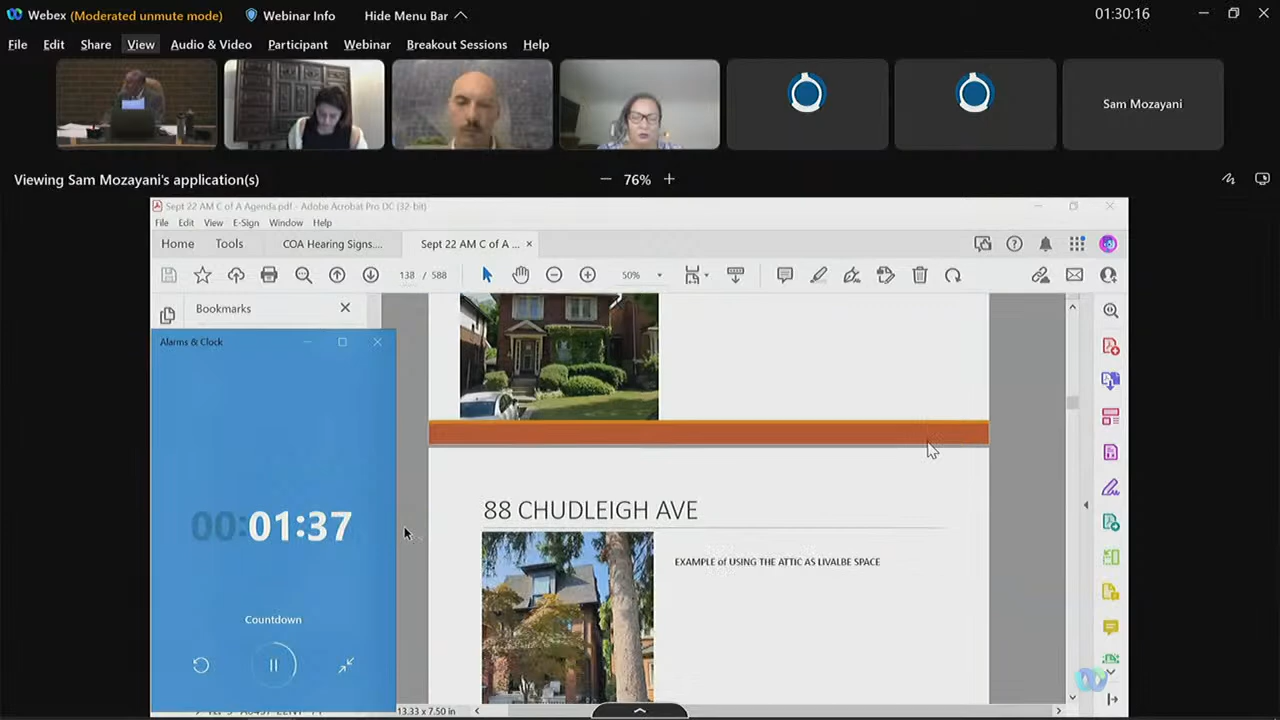 Webex (Moderated unmute mode) Webinar Info Hide Menu Bar 01:30:16
File Edit Share View Audio & Video Participant Webinar Breakout Sessions Help
Sam Mozayani
Viewing Sam Mozayani's application(s) 76%
Sept 22 AM C of A Agenda.pdf - Adobe Acrobat Pro DC (32-bit)
File Edit View E-Sign Window Help
Home Tools COA Hearing Signs.... Sept 22 AM C of A ... ×
138 / 588 50%
Bookmarks
Alarms & Clock
00:01:37
Countdown
88 CHUDLEIGH AVE
EXAMPLE of USING THE ATTIC AS LIVALBE SPACE
13.33 x 7.50 in